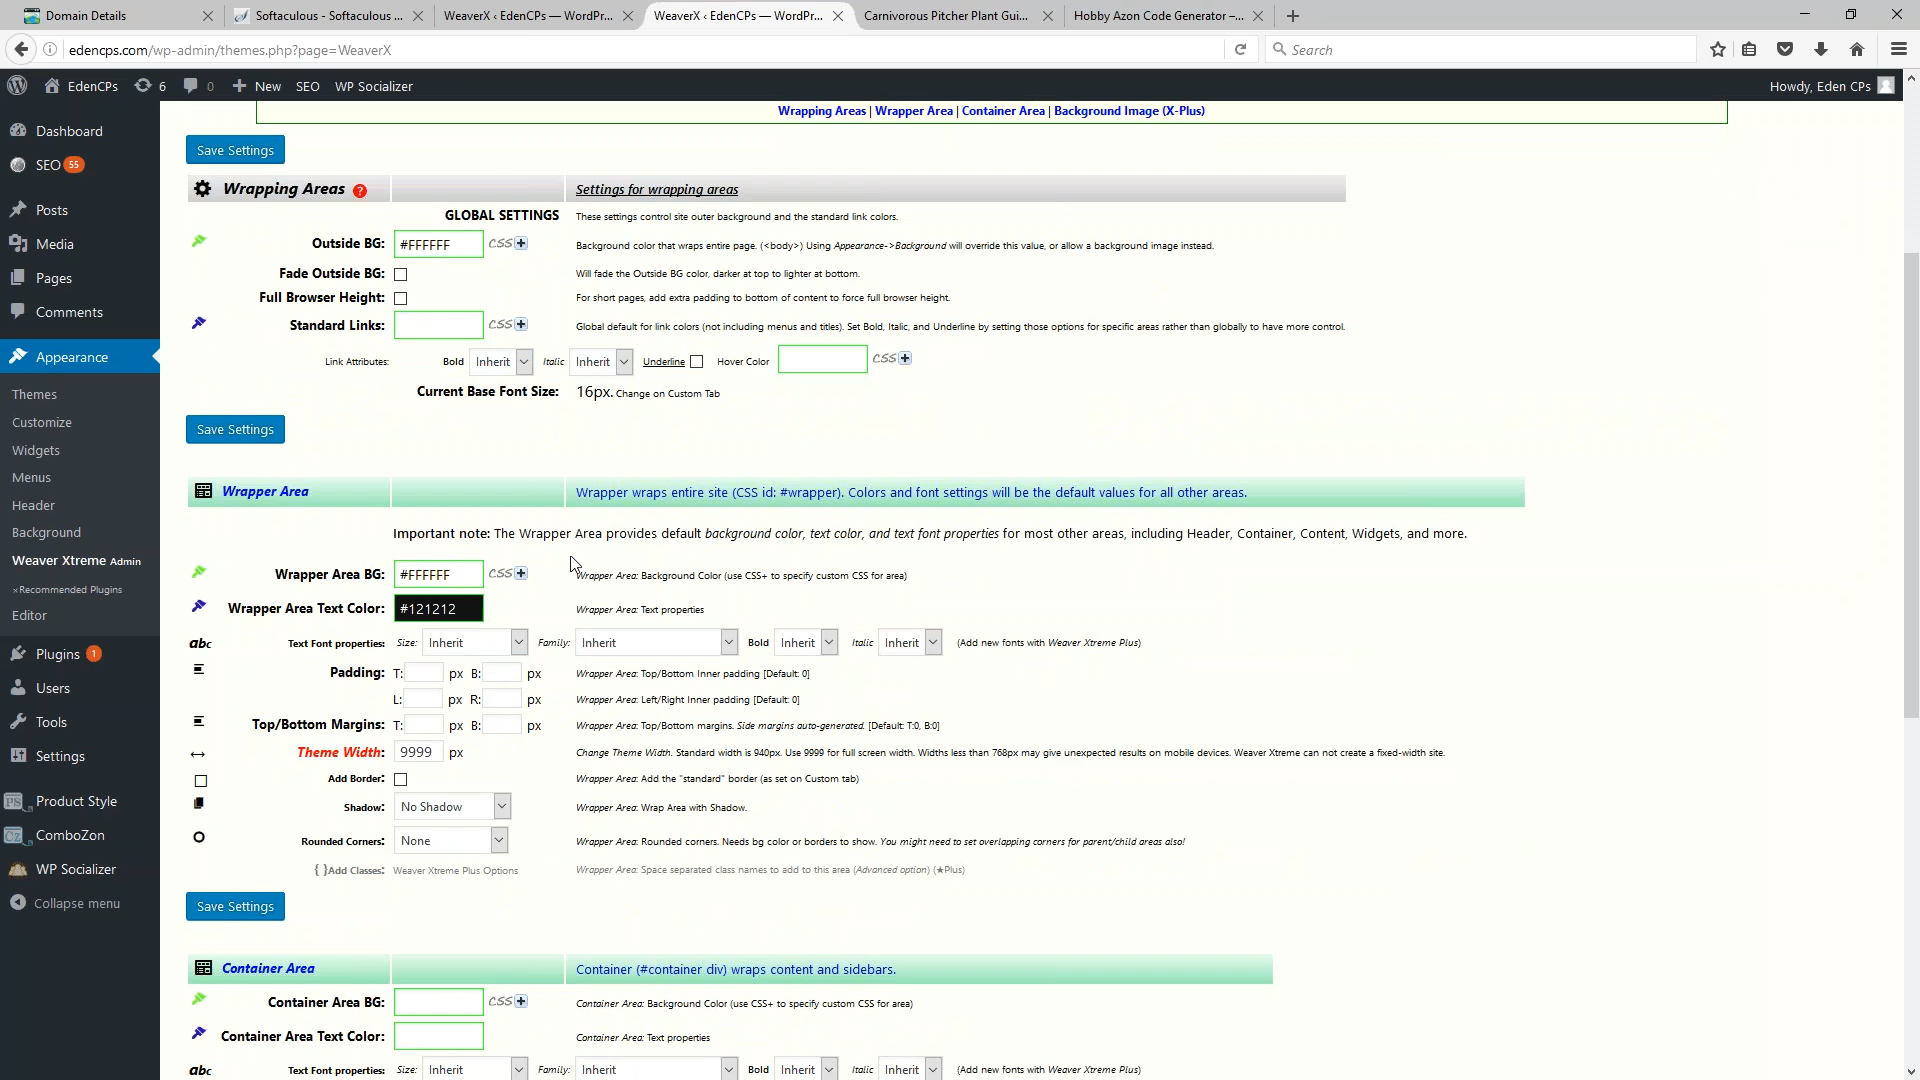 Domain Details
Softaculous - Softaculous ...
WeaverX ‹ EdenCPs — WordPr...
WeaverX ‹ EdenCPs — WordPr...
Carnivorous Pitcher Plant Gui...
Hobby Azon Code Generator –...
edencps.com/wp-admin/themes.php?page=WeaverX
Search
EdenCPs 6 0 New SEO WP Socializer
Howdy, Eden CPs
Dashboard
SEO 55
Posts
Media
Pages
Comments
Appearance
Themes
Customize
Widgets
Menus
Header
Background
Weaver Xtreme Admin
×Recommended Plugins
Editor
Plugins 1
Users
Tools
Settings
Product Style
ComboZon
WP Socializer
Collapse menu
Wrapping Areas | Wrapper Area | Container Area | Background Image (X-Plus)
Save Settings
Wrapping Areas ? Settings for wrapping areas
GLOBAL SETTINGS These settings control site outer background and the standard link colors.
Outside BG: #FFFFFF CSS+ Background color that wraps entire page. (<body>) Using Appearance->Background will override this value, or allow a background image instead.
Fade Outside BG: Will fade the Outside BG color, darker at top to lighter at bottom.
Full Browser Height: For short pages, add extra padding to bottom of content to force full browser height.
Standard Links: CSS+ Global default for link colors (not including menus and titles). Set Bold, Italic, and Underline by setting those options for specific areas rather than globally to have more control.
Link Attributes: Bold Inherit Italic Inherit Underline Hover Color CSS+
Current Base Font Size: 16px. Change on Custom Tab
Save Settings
Wrapper Area Wrapper wraps entire site (CSS id: #wrapper). Colors and font settings will be the default values for all other areas.
Important note: The Wrapper Area provides default background color, text color, and text font properties for most other areas, including Header, Container, Content, Widgets, and more.
Wrapper Area BG: #FFFFFF CSS+ Wrapper Area: Background Color (use CSS+ to specify custom CSS for area)
Wrapper Area Text Color: #121212 Wrapper Area: Text properties
abc Text Font properties: Size: Inherit Family: Inherit Bold Inherit Italic Inherit (Add new fonts with Weaver Xtreme Plus)
Padding: T: px B: px Wrapper Area: Top/Bottom Inner padding [Default: 0]
L: px R: px Wrapper Area: Left/Right Inner padding [Default: 0]
Top/Bottom Margins: T: px B: px Wrapper Area: Top/Bottom margins. Side margins auto-generated. [Default: T:0, B:0]
Theme Width: 9999 px Change Theme Width. Standard width is 940px. Use 9999 for full screen width. Widths less than 768px may give unexpected results on mobile devices. Weaver Xtreme can not create a fixed-width site.
Add Border: Wrapper Area: Add the "standard" border (as set on Custom tab)
Shadow: No Shadow Wrapper Area: Wrap Area with Shadow.
Rounded Corners: None Wrapper Area: Rounded corners. Needs bg color or borders to show. You might need to set overlapping corners for parent/child areas also!
{ }Add Classes: Weaver Xtreme Plus Options Wrapper Area: Space separated class names to add to this area (Advanced option) (★Plus)
Save Settings
Container Area Container (#container div) wraps content and sidebars.
Container Area BG: CSS+ Container Area: Background Color (use CSS+ to specify custom CSS for area)
Container Area Text Color: Container Area: Text properties
abc Text Font properties: Size: Inherit Family: Inherit Bold Inherit Italic Inherit (Add new fonts with Weaver Xtreme Plus)